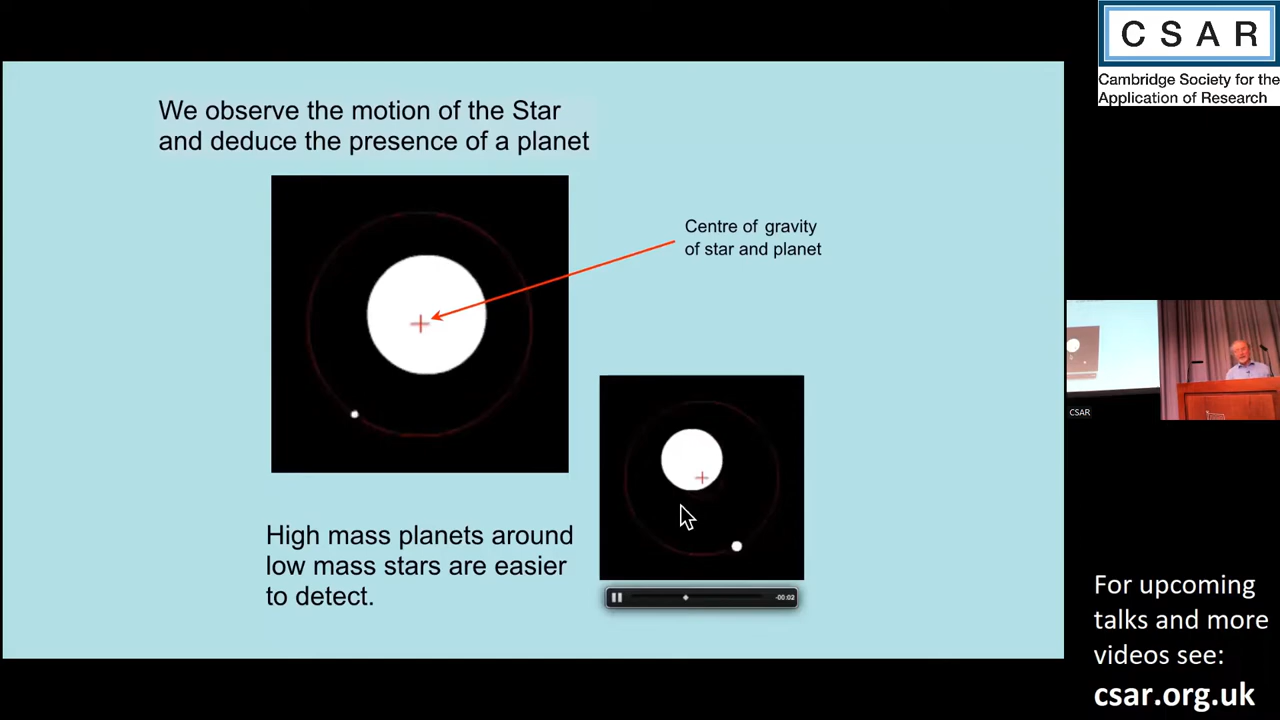 We observe the motion of the Star
and deduce the presence of a planet
Centre of gravity
of star and planet
High mass planets around
low mass stars are easier
to detect.
-00:02
CSAR
Cambridge Society for the
Application of Research
CSAR
For upcoming
talks and more
videos see:
csar.org.uk